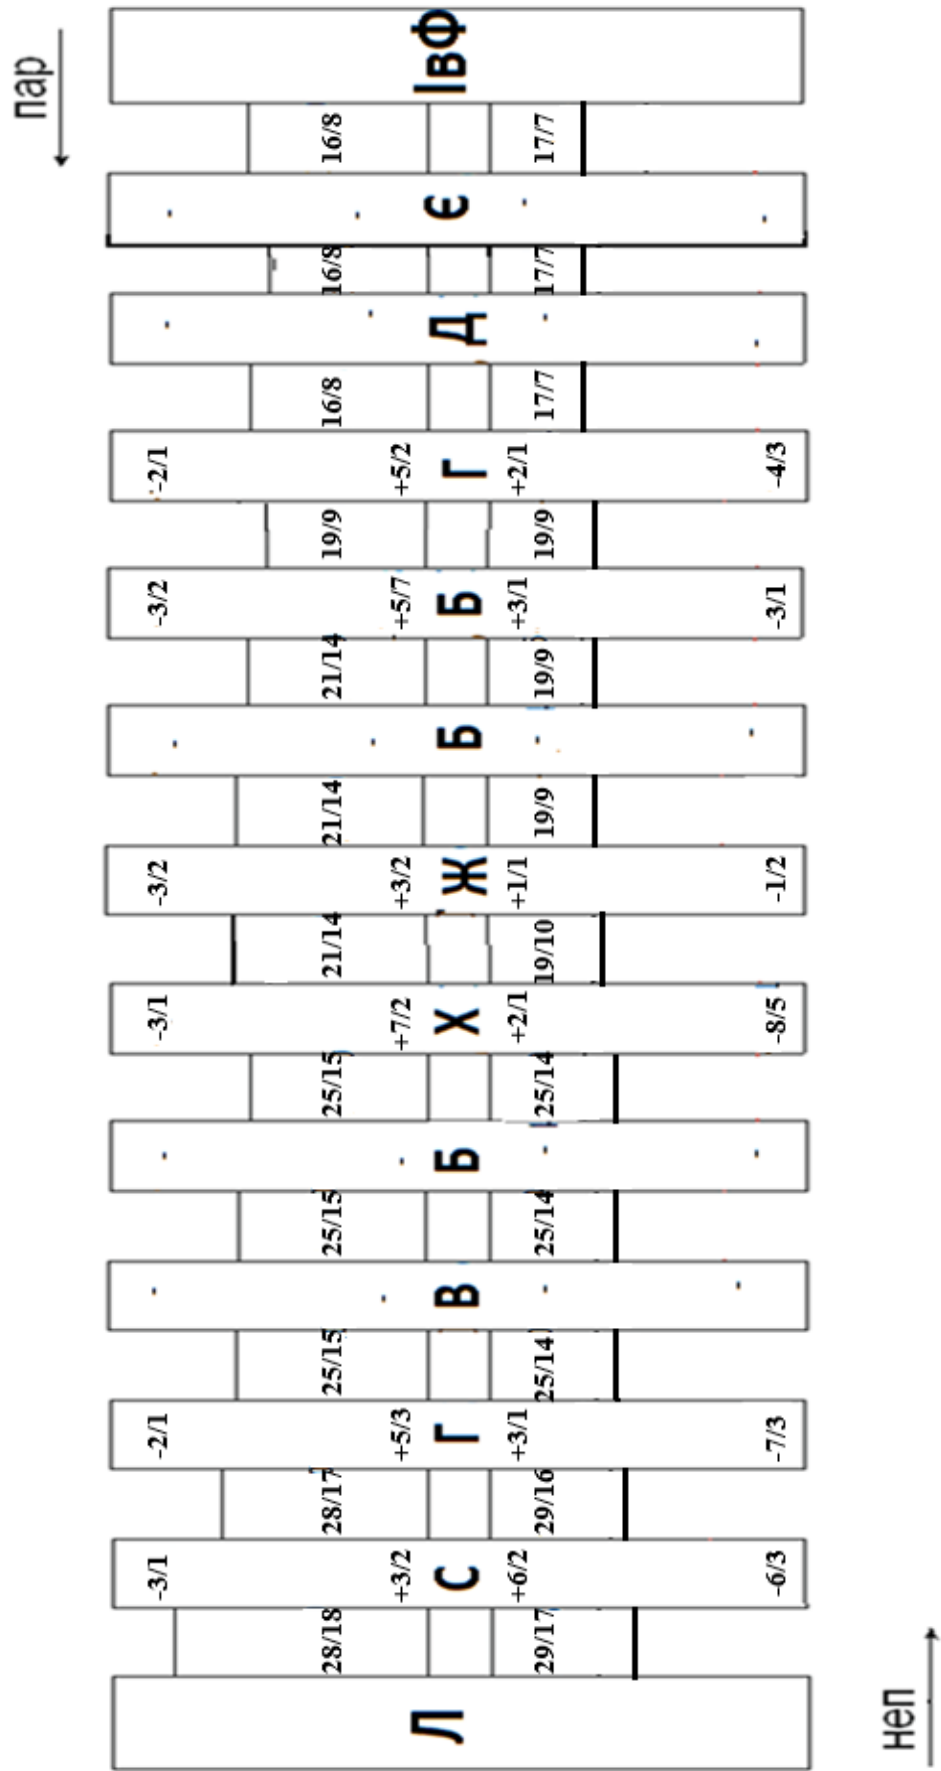 пар
ІвФ
16/8 17/7
Є
16/8 17/7
Д
16/8 17/7
-2/1 +5/2 Г +2/1 -4/3
19/9 19/9
-3/2 +5/7 Б +3/1 -3/1
21/14 19/9
Б
21/14 19/9
-3/2 +3/2 Ж +1/1 -1/2
21/14 19/10
-3/1 +7/2 Х +2/1 -8/5
25/15 25/14
Б
25/15 25/14
В
25/15 25/14
-2/1 +5/3 Г +3/1 -7/3
28/17 29/16
-3/1 +3/2 С +6/2 -6/3
28/18 29/17
Л
неп